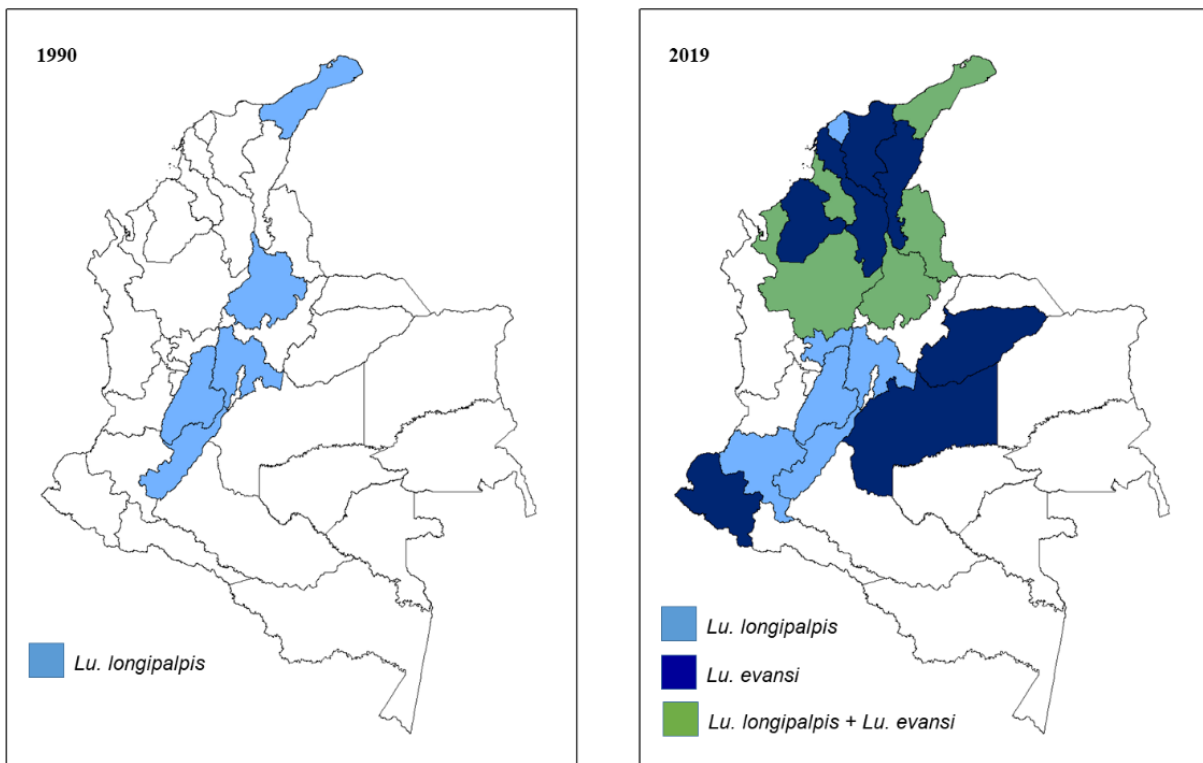 1990
Lu. longipalpis
2019
Lu. longipalpis
Lu. evansi
Lu. longipalpis + Lu. evansi